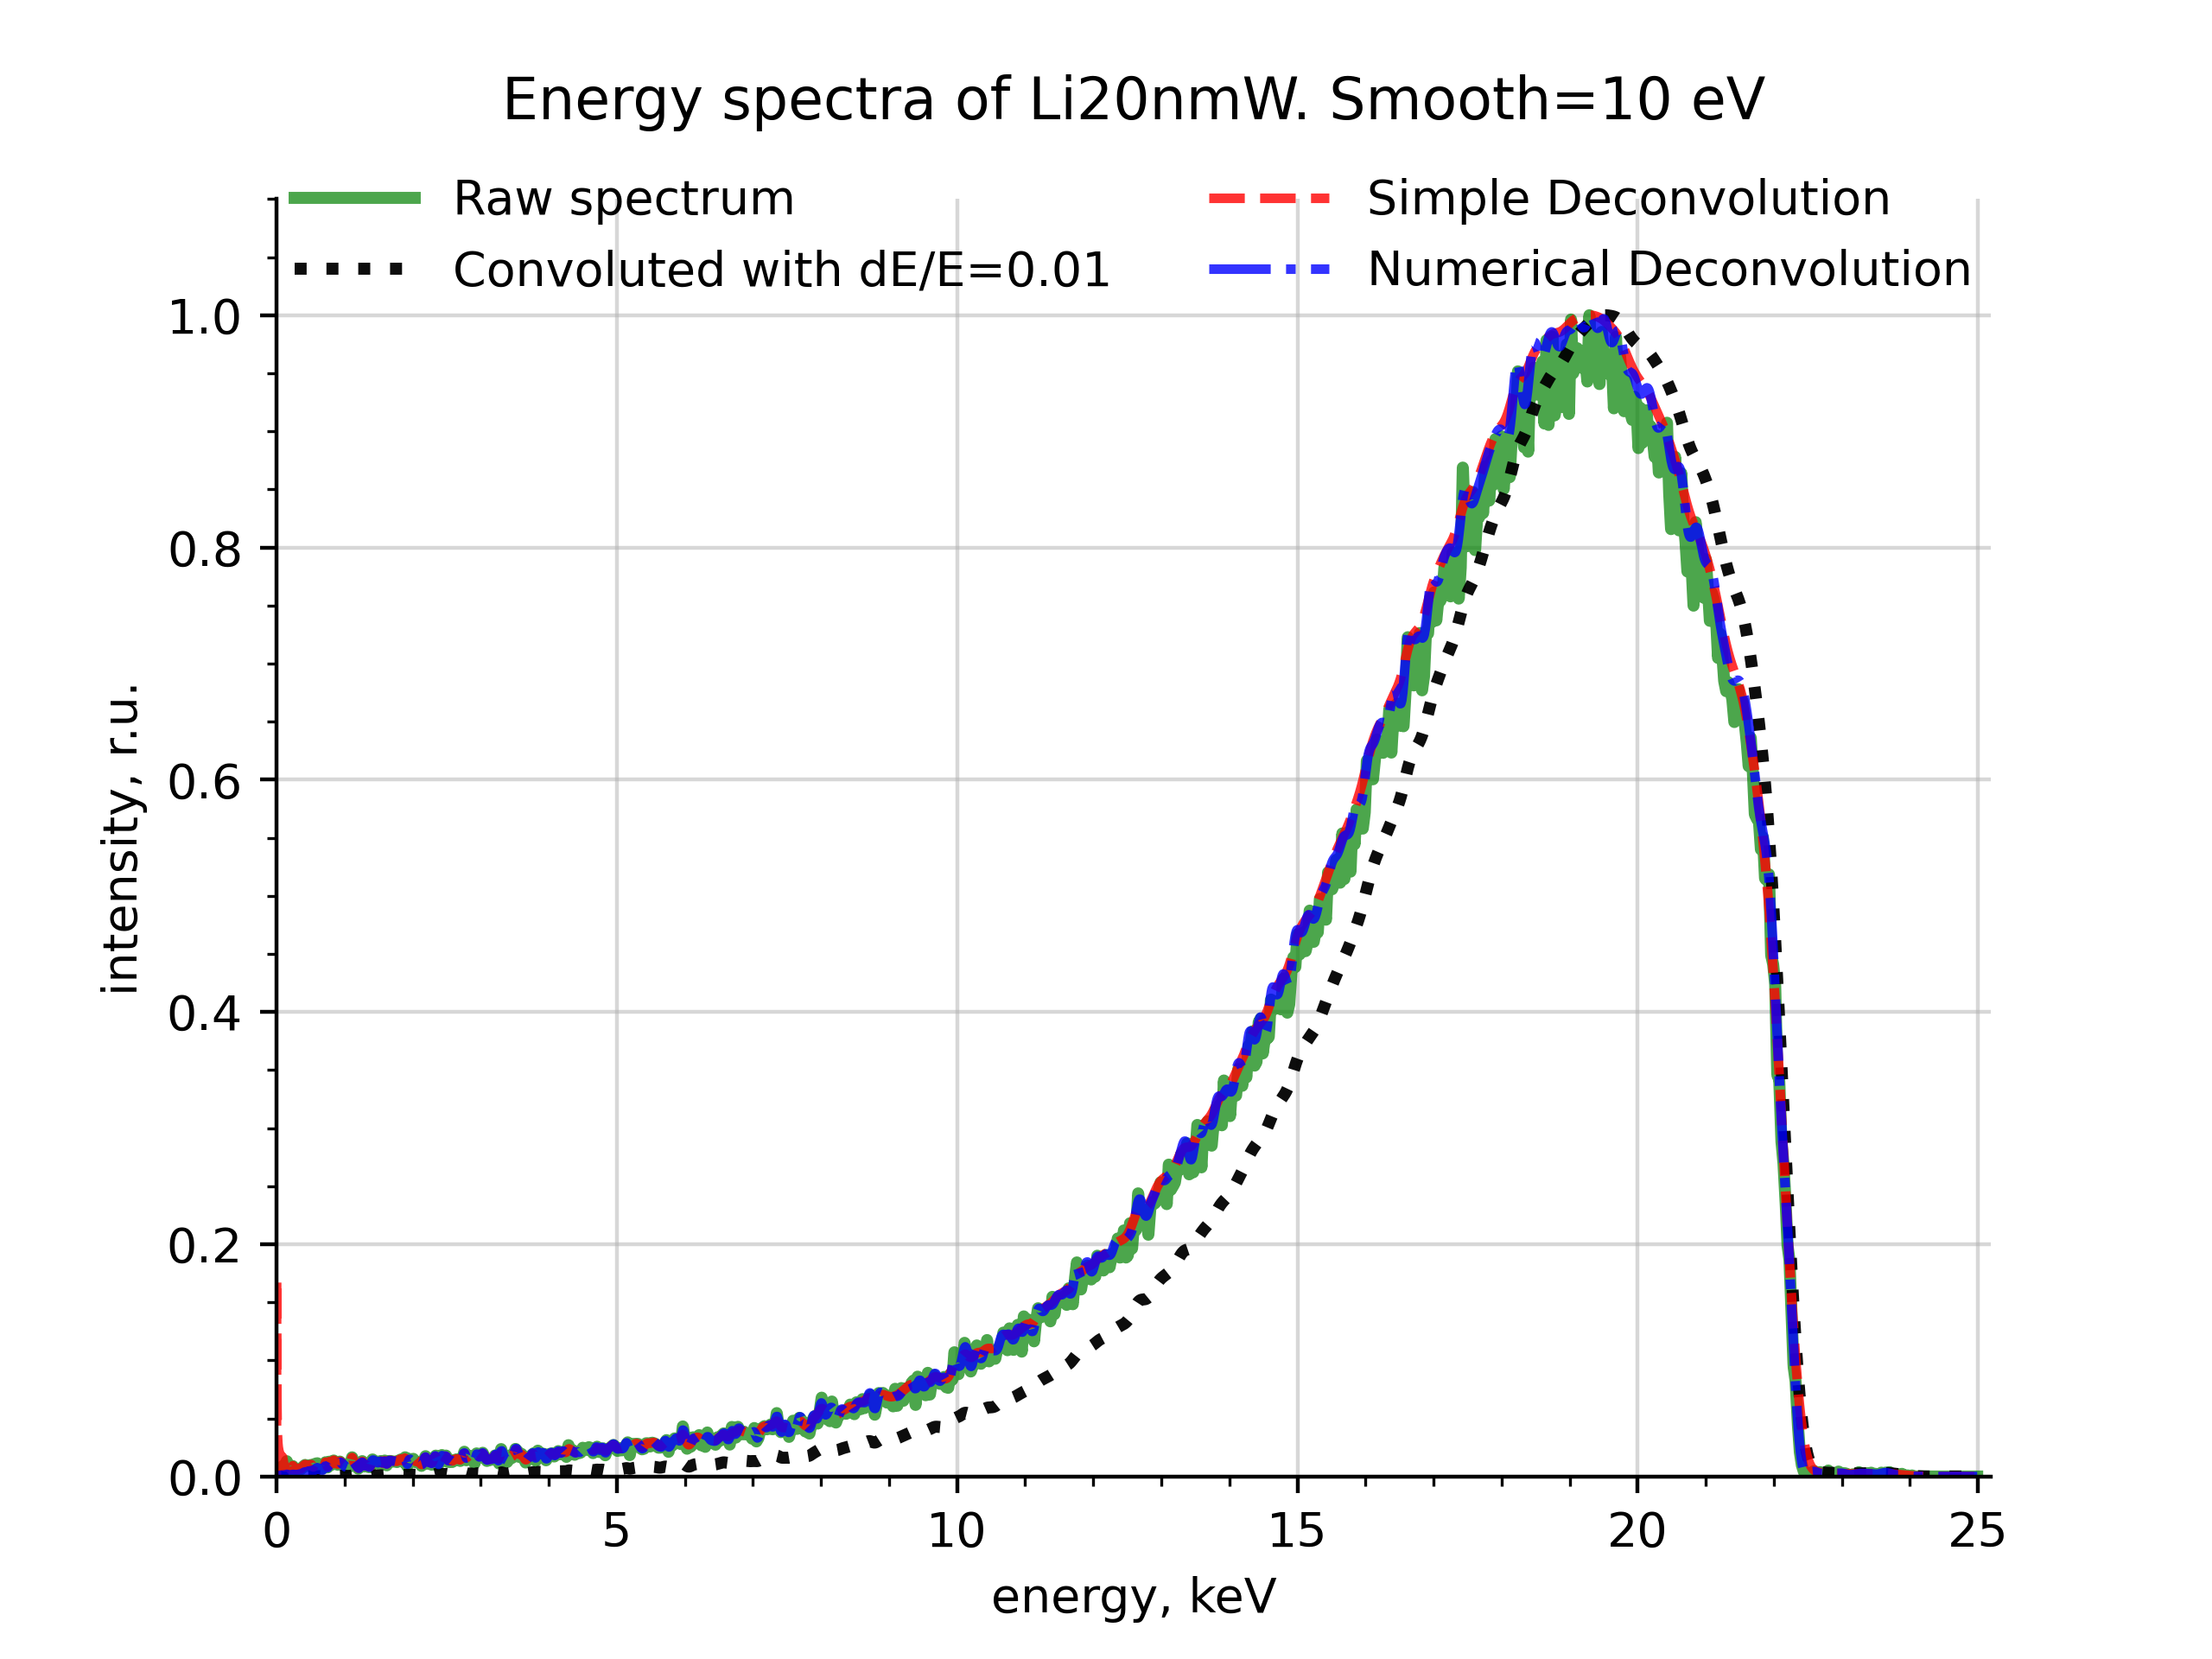 Energy spectra of Li20nmW. Smooth=10 eV
Raw spectrum
Convoluted with dE/E=0.01
Simple Deconvolution
Numerical Deconvolution
intensity, r.u.
1.0
0.8
0.6
0.4
0.2
0.0
0 5 10 15 20 25
energy, keV